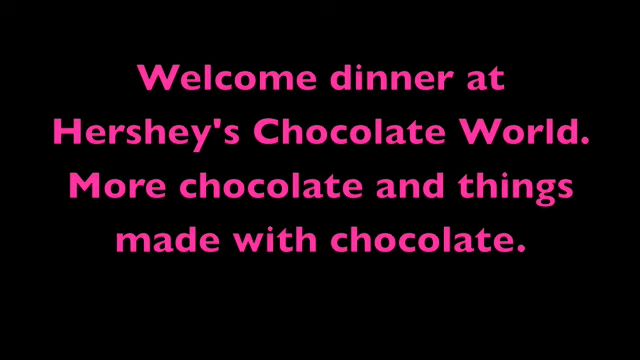 Welcome dinner at
Hershey's Chocolate World.
More chocolate and things
made with chocolate.